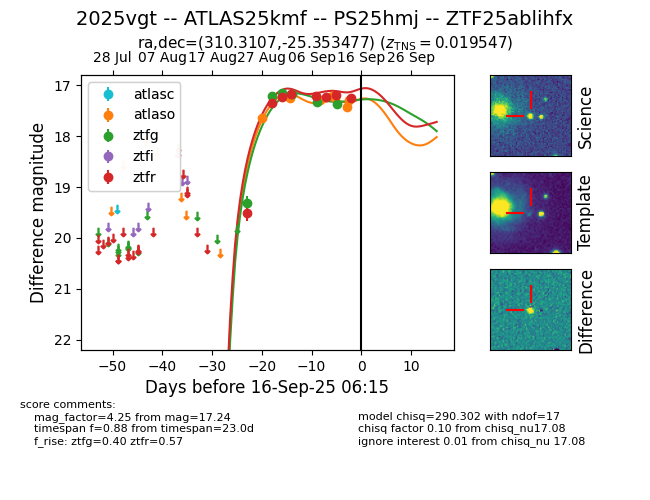 2025vgt -- ATLAS25kmf -- PS25hmj -- ZTF25ablihfx
ra,dec=(310.3107,-25.353477) (z_TNS = 0.019547)
28 Jul 07 Aug 17 Aug 27 Aug 06 Sep 16 Sep 26 Sep
atlasc
atlaso
ztfg
ztfi
ztfr
17
18
19
20
21
22
Difference magnitude
−50 −40 −30 −20 −10 0 10
Days before 16-Sep-25 06:15
Science
Template
Difference
score comments:
mag_factor=4.25 from mag=17.24
timespan f=0.88 from timespan=23.0d
f_rise: ztfg=0.40 ztfr=0.57
model chisq=290.302 with ndof=17
chisq factor 0.10 from chisq_nu17.08
ignore interest 0.01 from chisq_nu 17.08